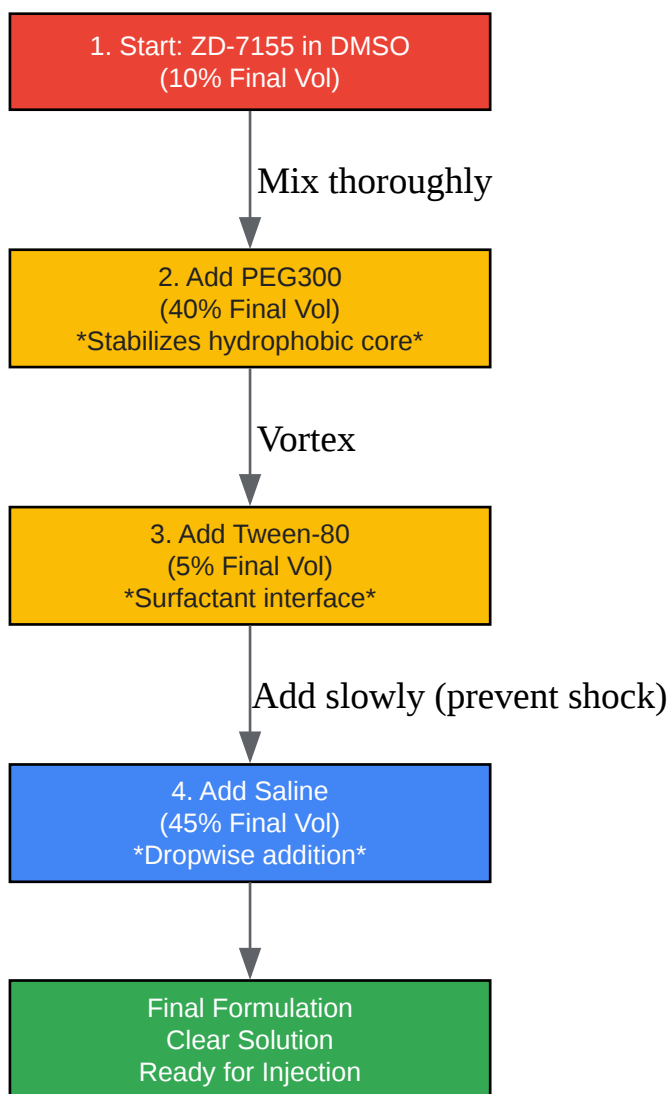 1. Start: ZD-7155 in DMSO
(10% Final Vol)
Mix thoroughly
2. Add PEG300
(40% Final Vol)
*Stabilizes hydrophobic core*
Vortex
3. Add Tween-80
(5% Final Vol)
*Surfactant interface*
Add slowly (prevent shock)
4. Add Saline
(45% Final Vol)
*Dropwise addition*
Final Formulation
Clear Solution
Ready for Injection